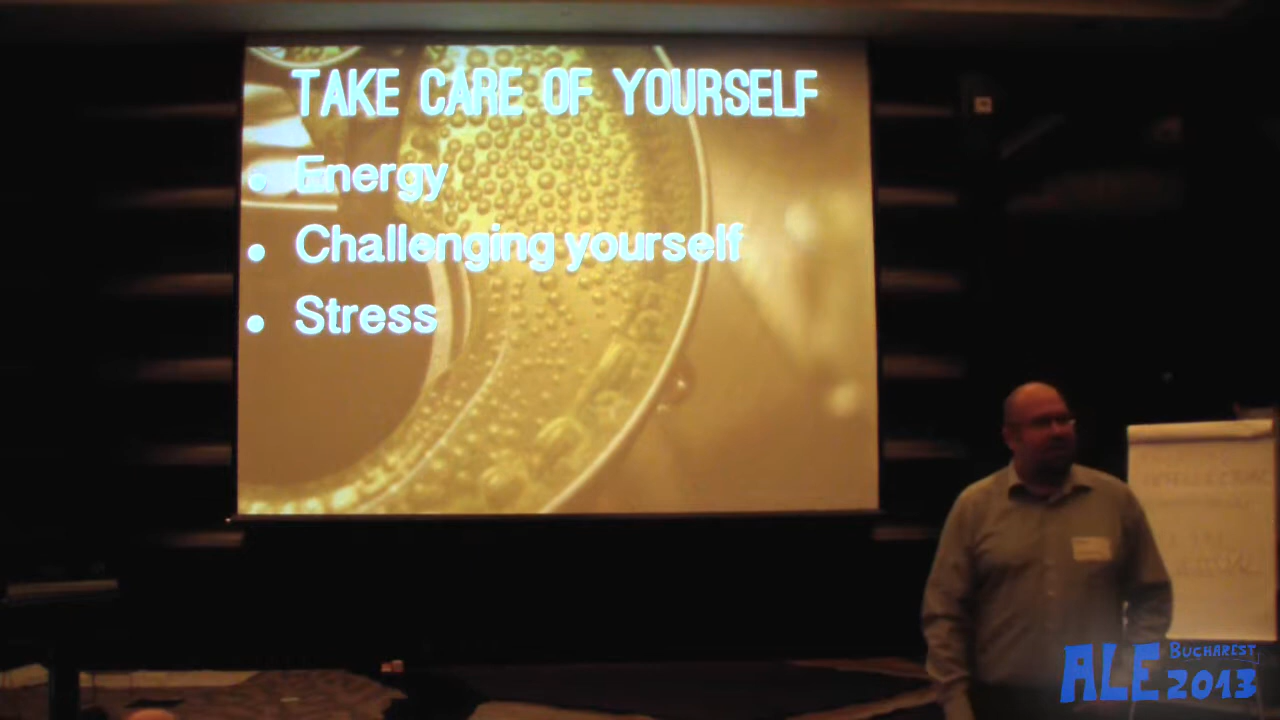 TAKE CARE OF YOURSELF
• Energy
• Challenging yourself
• Stress
ALE BUCHAREST 2013